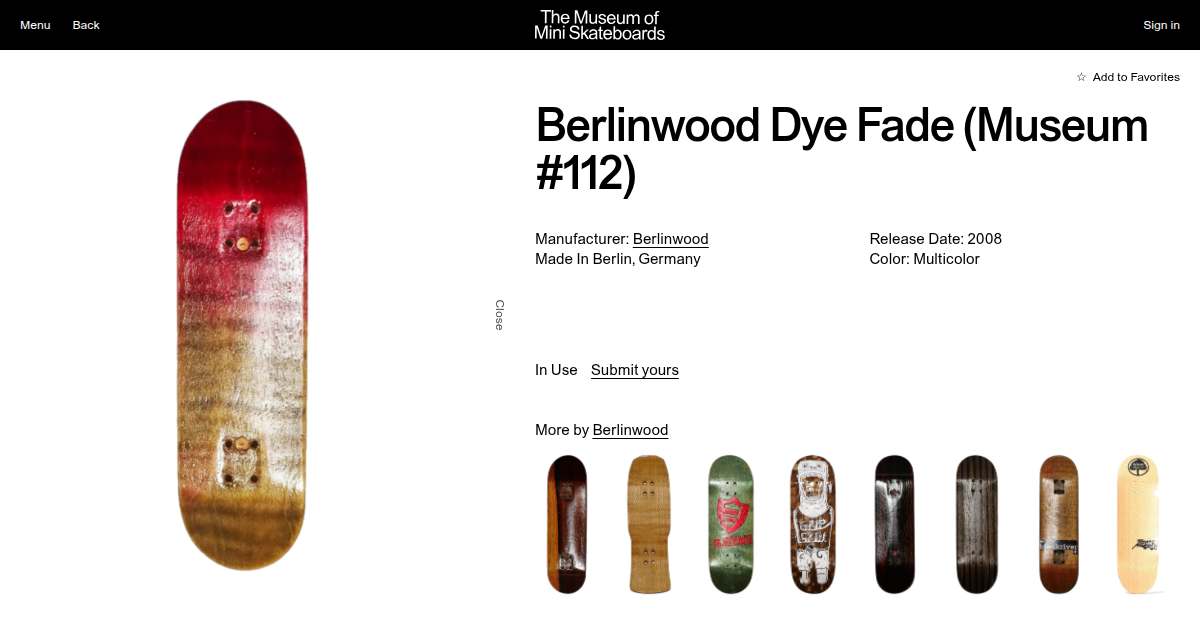 Menu
Back
The Museum of
Mini Skateboards
Sign in
☆ Add to Favorites
Berlinwood Dye Fade (Museum
#112)
Manufacturer: Berlinwood
Made In Berlin, Germany
Release Date: 2008
Color: Multicolor
Close
In Use
Submit yours
More by Berlinwood